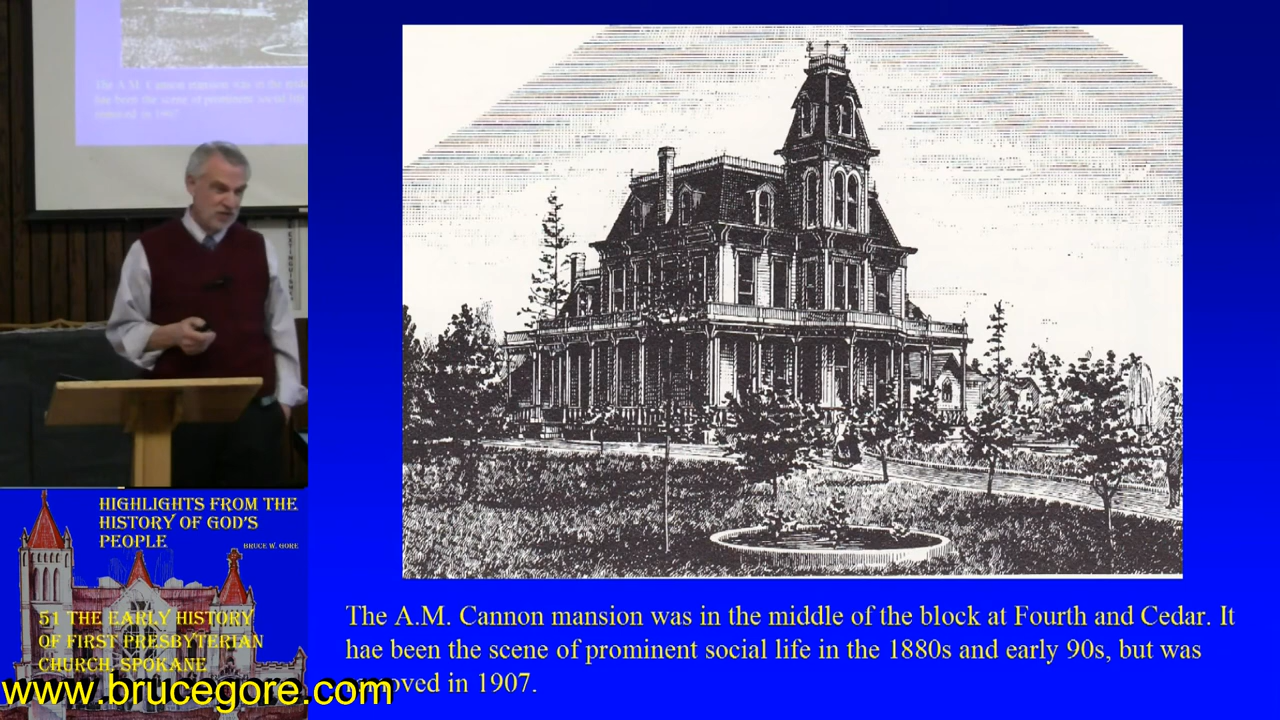 The A.M. Cannon mansion was in the middle of the block at Fourth and Cedar. It
hae been the scene of prominent social life in the 1880s and early 90s, but was
in 1907.
HIGHLIGHTS FROM THE
HISTORY OF GOD'S
PEOPLE
BRUCE W. GORE
51 THE EARLY HISTORY
OF FIRST PRESBYTERIAN
CHURCH, SPOKANE
www.brucegore.com